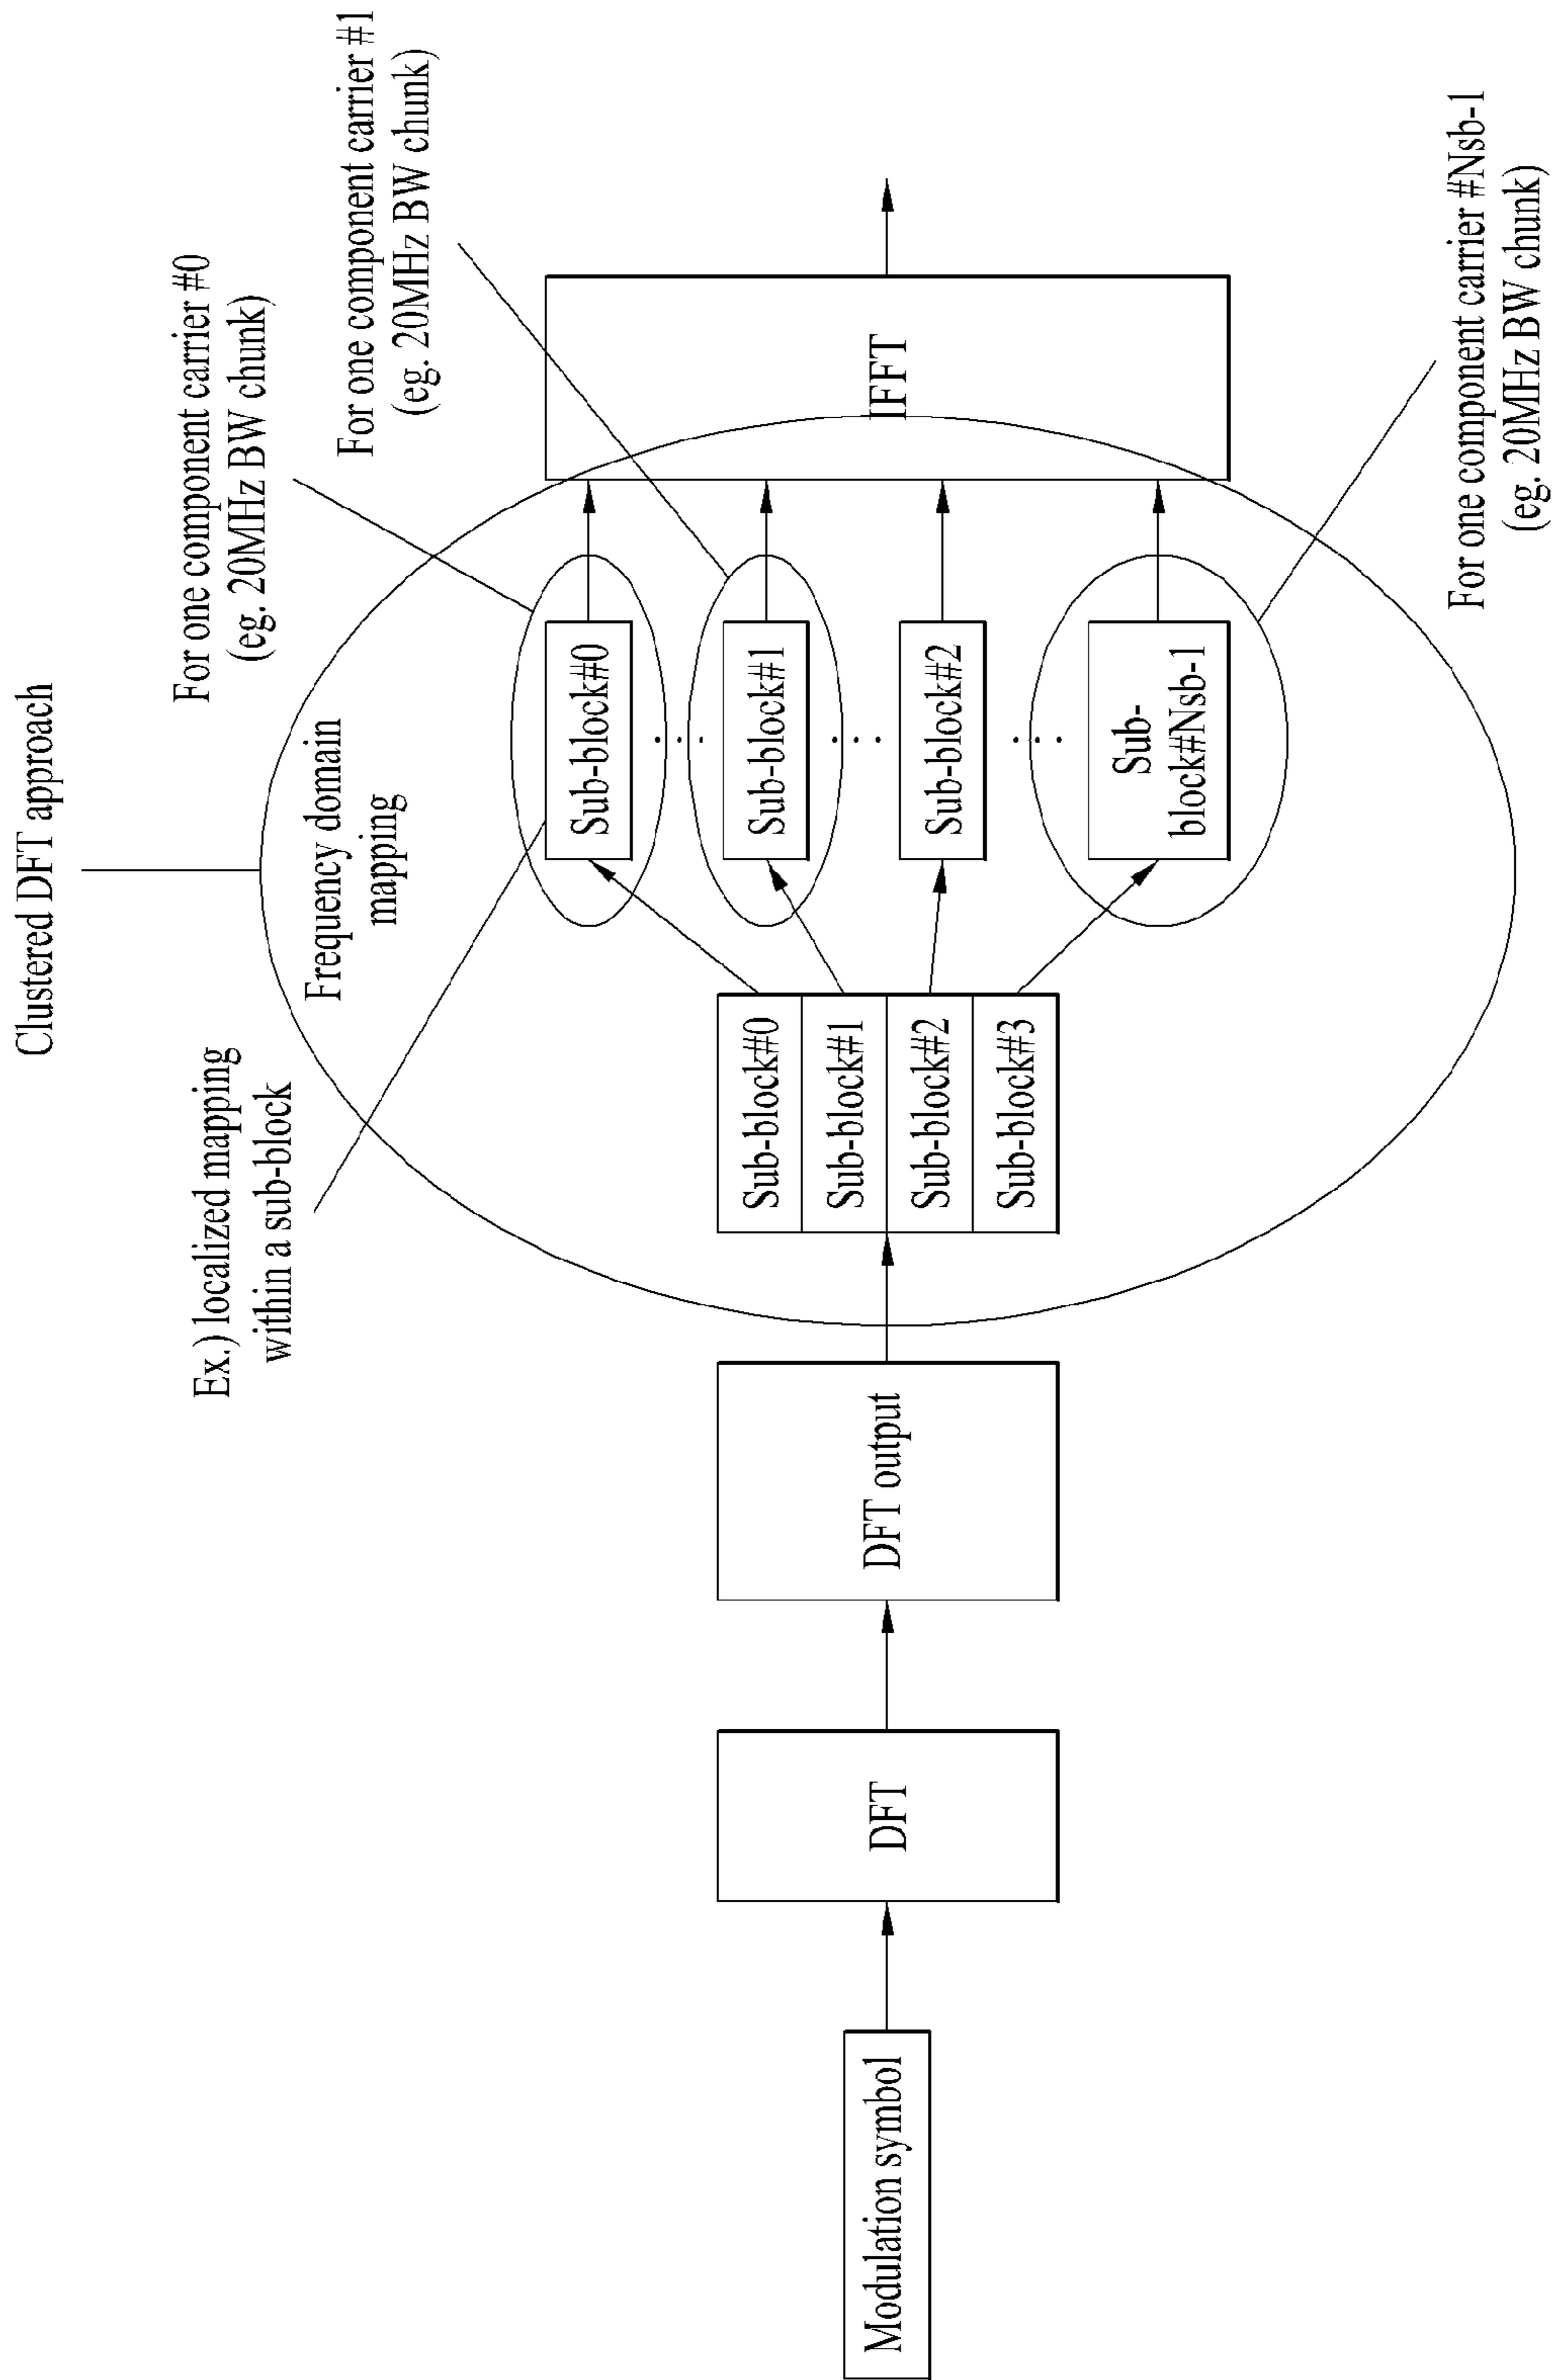 Clustered DFT approach
Ex.) localized mapping
within a sub-block
Frequency domain
mapping
For one component carrier #0
(eg. 20MHz BW chunk)
For one component carrier #1
(eg. 20MHz BW chunk)
Modulation symbol
DFT
DFT output
Sub-block#0
Sub-block#1
Sub-block#2
Sub-block#3
Sub-block#0
Sub-block#1
Sub-block#2
Sub-
block#Nsb-1
IFFT
For one component carrier #Nsb-1
(eg. 20MHz BW chunk)